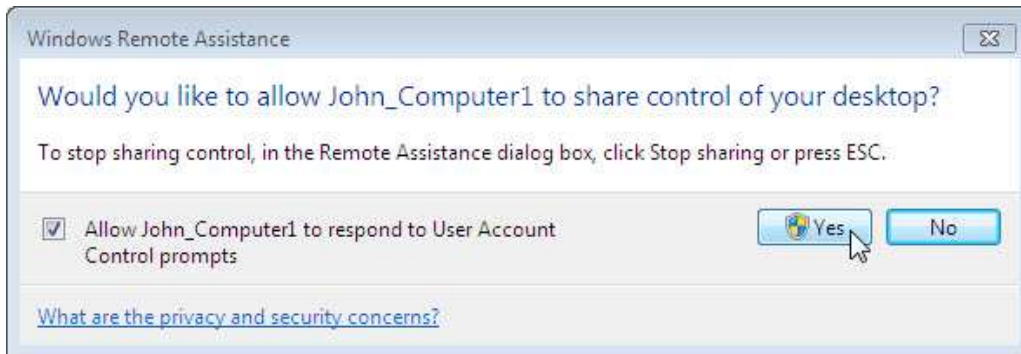 Windows Remote Assistance
Would you like to allow John_Computer1 to share control of your desktop?
To stop sharing control, in the Remote Assistance dialog box, click Stop sharing or press ESC.
Allow John_Computer1 to respond to User Account
Control prompts
Yes
No
What are the privacy and security concerns?